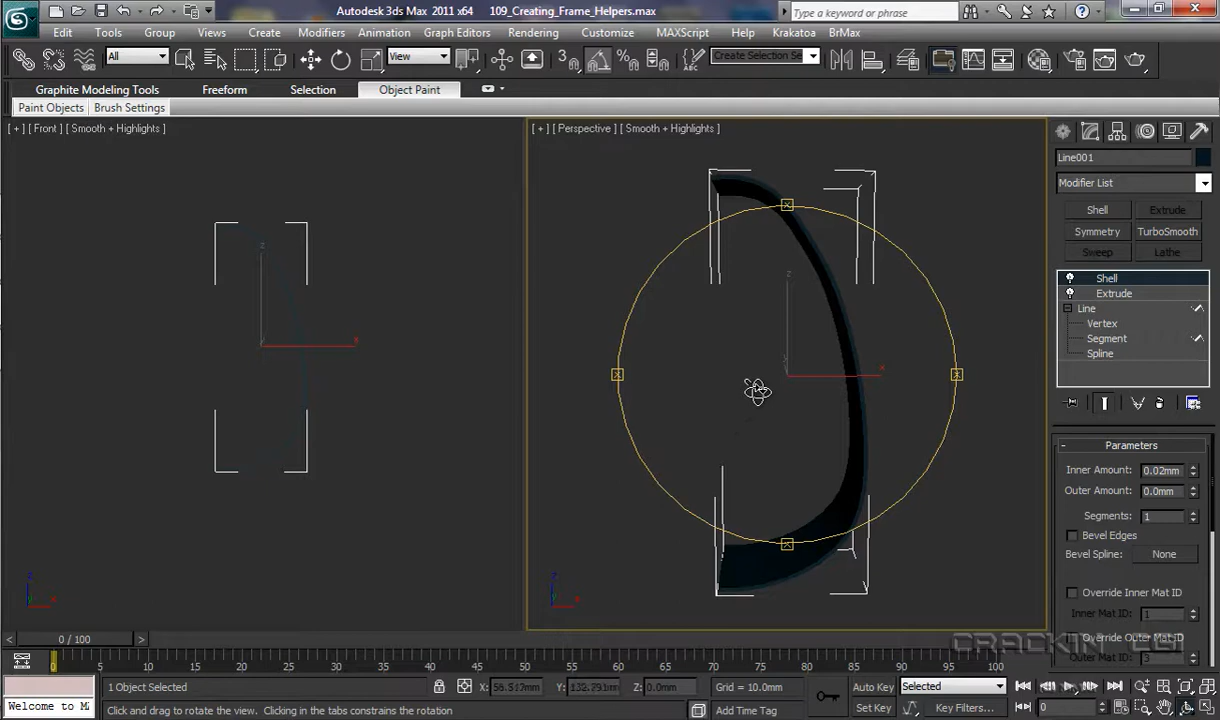 Autodesk 3ds Max 2011 x64    109_Creating_Frame_Helpers.max
Type a keyword or phrase
Edit Tools Group Views Create Modifiers Animation Graph Editors Rendering Customize MAXScript Help Krakatoa BrMax
All View Create Selection Se
Graphite Modeling Tools Freeform Selection Object Paint
Paint Objects Brush Settings
[ + ] [ Front ] [ Smooth + Highlights ]
[ + ] [ Perspective ] [ Smooth + Highlights ]
Line001
Modifier List
Shell Extrude
Symmetry TurboSmooth
Sweep Lathe
Shell
Extrude
Line
Vertex
Segment
Spline
Parameters
Inner Amount: 0.02mm
Outer Amount: 0.0mm
Segments: 1
Bevel Edges
Bevel Spline: None
Override Inner Mat ID
Inner Mat ID: 1
Override Outer Mat ID
Outer Mat ID: 3
z
x
z
x
z
x
z
x
CRACKIN CGI
< 0 / 100 >
0 5 10 15 20 25 30 35 40 45 50 55 60 65 70 75 80 85 90 95 100
1 Object Selected X: Y: Z: 0.0mm Grid = 10.0mm Auto Key Selected
Welcome to MA Click and drag to rotate the view. Clicking in the tabs constrains the rotation Add Time Tag Set Key Key Filters... 0